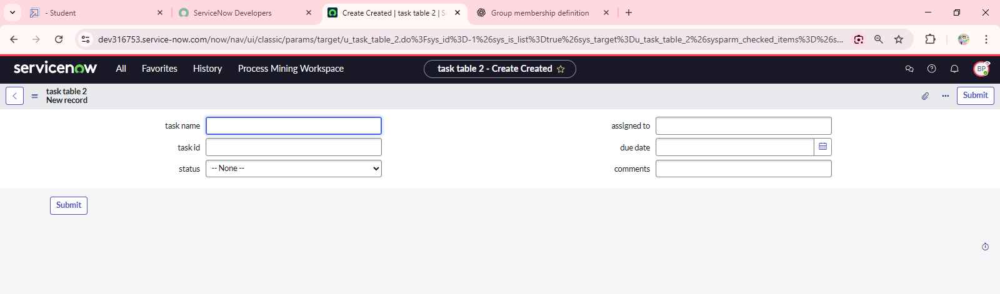 - Student
ServiceNow Developers
Create Created | task table 2 | S
Group membership definition
dev316753.service-now.com/now/nav/ui/classic/params/target/u_task_table_2.do%3Fsys_id%3D-1%26sys_is_list%3Dtrue%26sys_target%3Du_task_table_2%26sysparm_checked_items%3D%26s...
servicenow All Favorites History Process Mining Workspace task table 2 - Create Created BP
task table 2
New record
Submit
task name
assigned to
task id
due date
status -- None --
comments
Submit